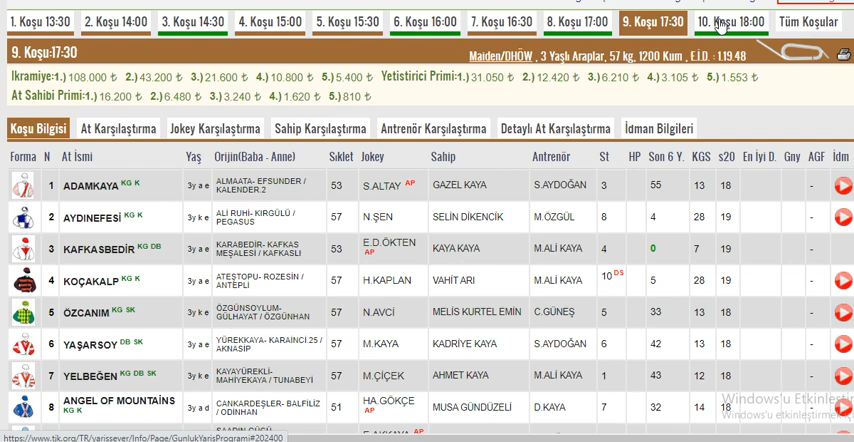 1. Koşu 13:30 2. Koşu 14:00 3. Koşu 14:30 4. Koşu 15:00 5. Koşu 15:30 6. Koşu 16:00 7. Koşu 16:30 8. Koşu 17:00 9. Koşu 17:30 10. Koşu 18:00 Tüm Koşular
9. Koşu:17:30
Maiden/DHÖW , 3 Yaşlı Araplar, 57 kg, 1200 Kum , E.İ.D. : 1.19.48
Ikramiye:1.) 108.000 ₺ 2.) 43.200 ₺ 3.) 21.600 ₺ 4.) 10.800 ₺ 5.) 5.400 ₺ Yetistirici Primi:1.) 31.050 ₺ 2.) 12.420 ₺ 3.) 6.210 ₺ 4.) 3.105 ₺ 5.) 1.553 ₺
At Sahibi Primi:1.) 16.200 ₺ 2.) 6.480 ₺ 3.) 3.240 ₺ 4.) 1.620 ₺ 5.) 810 ₺
Koşu Bilgisi At Karşılaştırma Jokey Karşılaştırma Sahip Karşılaştırma Antrenör Karşılaştırma Detaylı At Karşılaştırma İdman Bilgileri
Forma N At İsmi Yaş Orijin(Baba - Anne) Sıklet Jokey Sahip Antrenör St HP Son 6 Y. KGS s20 En İyi D. Gny AGF İdm
1 ADAMKAYA KG K 3y a e ALMAATA- EFSUNDER / KALENDER.2 53 S.ALTAY AP GAZEL KAYA S.AYDOĞAN 3 55 13 18 -
2 AYDINEFESİ KG K 3y k e ALİ RUHİ- KIRGÜLÜ / PEGASUS 57 N.ŞEN SELİN DİKENCİK M.ÖZGÜL 8 4 28 19 -
3 KAFKASBEDİR KG DB 3y a e KARABEDİR- KAFKAS MEŞALESİ / KAFKASLI 53 E.D.ÖKTEN AP KAYA KAYA M.ALİ KAYA 4 0 7 19 -
4 KOÇAKALP KG K 3y a e ATEŞTOPU- ROZESİN / ANTEPLİ 57 H.KAPLAN VAHİT ARI M.ALİ KAYA 10 DS 5 28 19 -
5 ÖZCANIM KG SK 3y k e ÖZGÜNSOYLUM- GÜLHAYAT / ÖZGÜNHAN 57 N.AVCİ MELİS KURTEL EMİN C.GÜNEŞ 5 33 13 18 -
6 YAŞARSOY DB SK 3y a e YÜREKKAYA- KARAİNCİ.25 / AKNASIP 57 M.KAYA KADRİYE KAYA S.AYDOĞAN 6 42 13 18 -
7 YELBEĞEN KG DB SK 3y k e KAYAYÜREKLİ- MAHİYEKAYA / TUNABEYİ 57 M.ÇİÇEK AHMET KAYA M.ALİ KAYA 1 43 12 18 -
8 ANGEL OF MOUNTAINS KG K 3y a d CANKARDEŞLER- BALFİLİZ / ODİNHAN 51 HA.GÖKÇE AP MUSA GÜNDÜZELİ D.KAYA 7 32 14 18 -
Windows'u Etkinleştir
https://www.tjk.org/TR/yarissever/Info/Page/GunlukYarisProgrami#202400